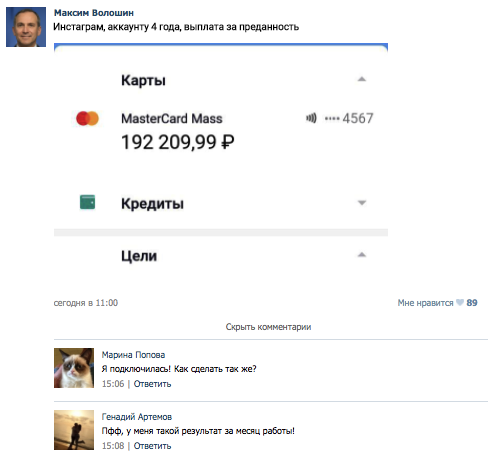 Максим Волошин
Инстаграм, аккаунту 4 года, выплата за преданность
Карты
MasterCard Mass
•••• 4567
192 209,99 ₽
Кредиты
Цели
сегодня в 11:00
Мне нравится 89
Скрыть комментарии
Марина Попова
Я подключилась! Как сделать так же?
15:06 | Ответить
Генадий Артемов
Пфф, у меня такой результат за месяц работы!
15:08 | Ответить